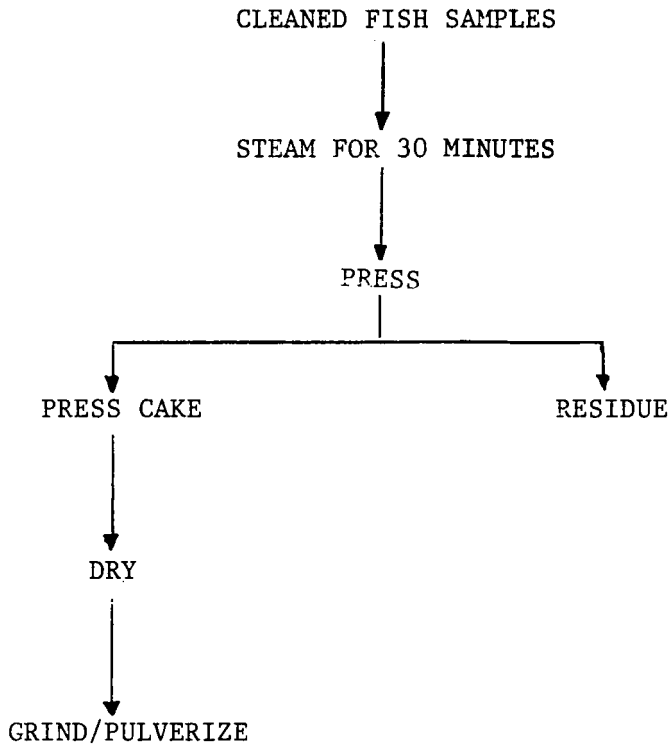 CLEANED FISH SAMPLES
STEAM FOR 30 MINUTES
PRESS
PRESS CAKE
RESIDUE
DRY
GRIND/PULVERIZE